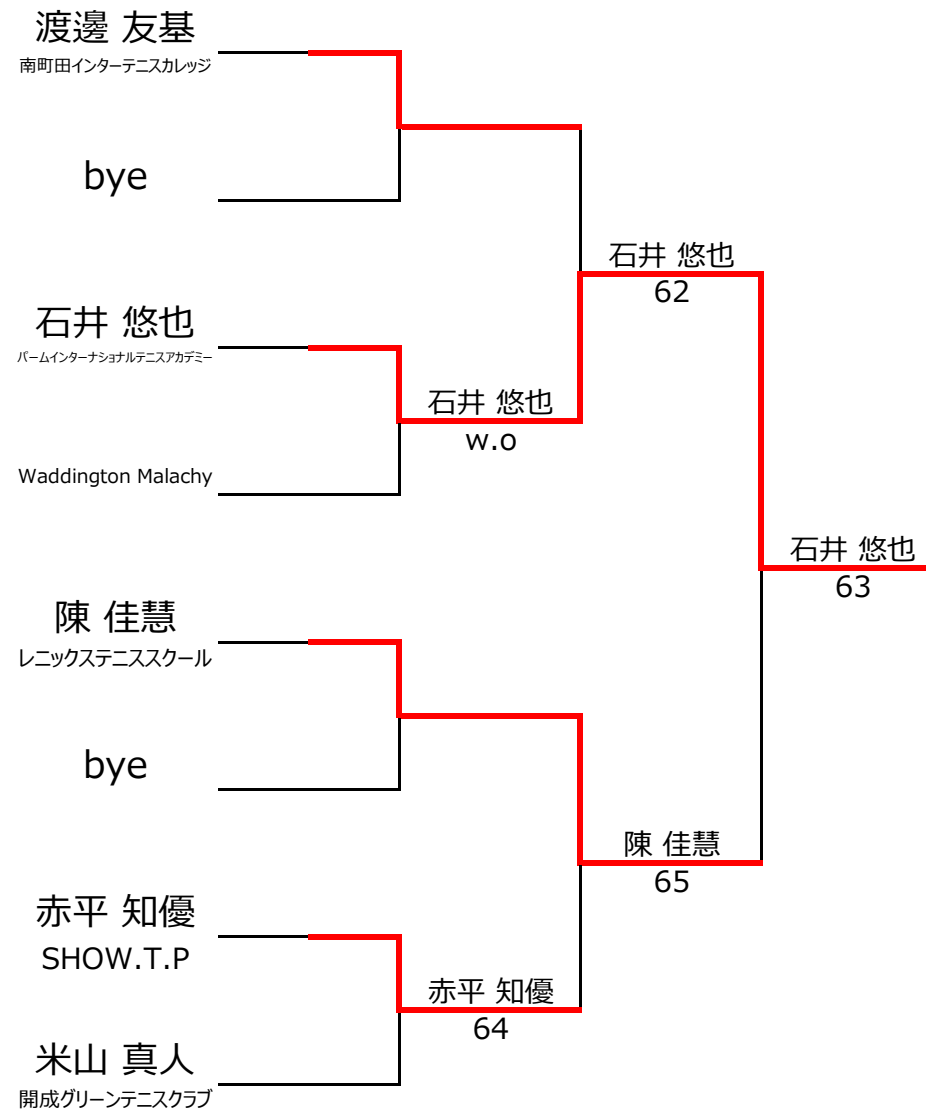 渡邊 友基
南町田インターテニスカレッジ
bye
石井 悠也
62
石井 悠也
パームインターナショナルテニスアカデミー
石井 悠也
w.o
Waddington Malachy
石井 悠也
63
陳 佳慧
レニックステニススクール
bye
陳 佳慧
65
赤平 知優
SHOW.T.P
赤平 知優
64
米山 真人
開成グリーンテニスクラブ